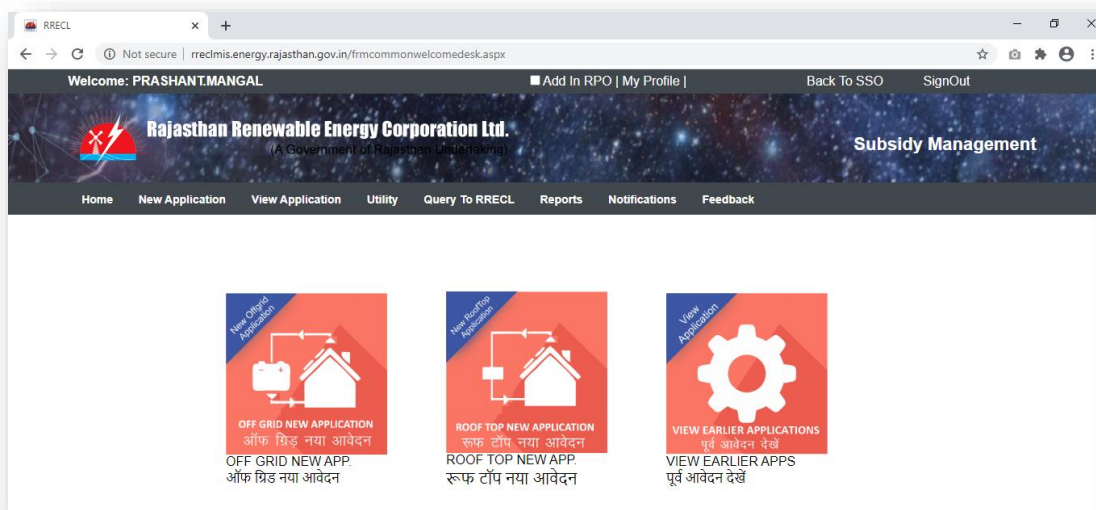 RRECL
Not secure | rreclmis.energy.rajasthan.gov.in/frmcommonwelcomedesk.aspx
Welcome: PRASHANT.MANGAL Add In RPO | My Profile | Back To SSO SignOut
Rajasthan Renewable Energy Corporation Ltd.
(A Government of Rajasthan Undertaking)
Subsidy Management
Home New Application View Application Utility Query To RRECL Reports Notifications Feedback
New Offgrid
Application
OFF GRID NEW APPLICATION
ऑफ ग्रिड़ नया आवेदन
OFF GRID NEW APP.
ऑफ ग्रिड नया आवेदन
New RoofTop
Application
ROOF TOP NEW APPLICATION
रूफ टॉप नया आवेदन
ROOF TOP NEW APP.
रूफ टॉप नया आवेदन
View
Application
VIEW EARLIER APPLICATIONS
पूर्व आवेदन देखें
VIEW EARLIER APPS
पूर्व आवेदन देखें